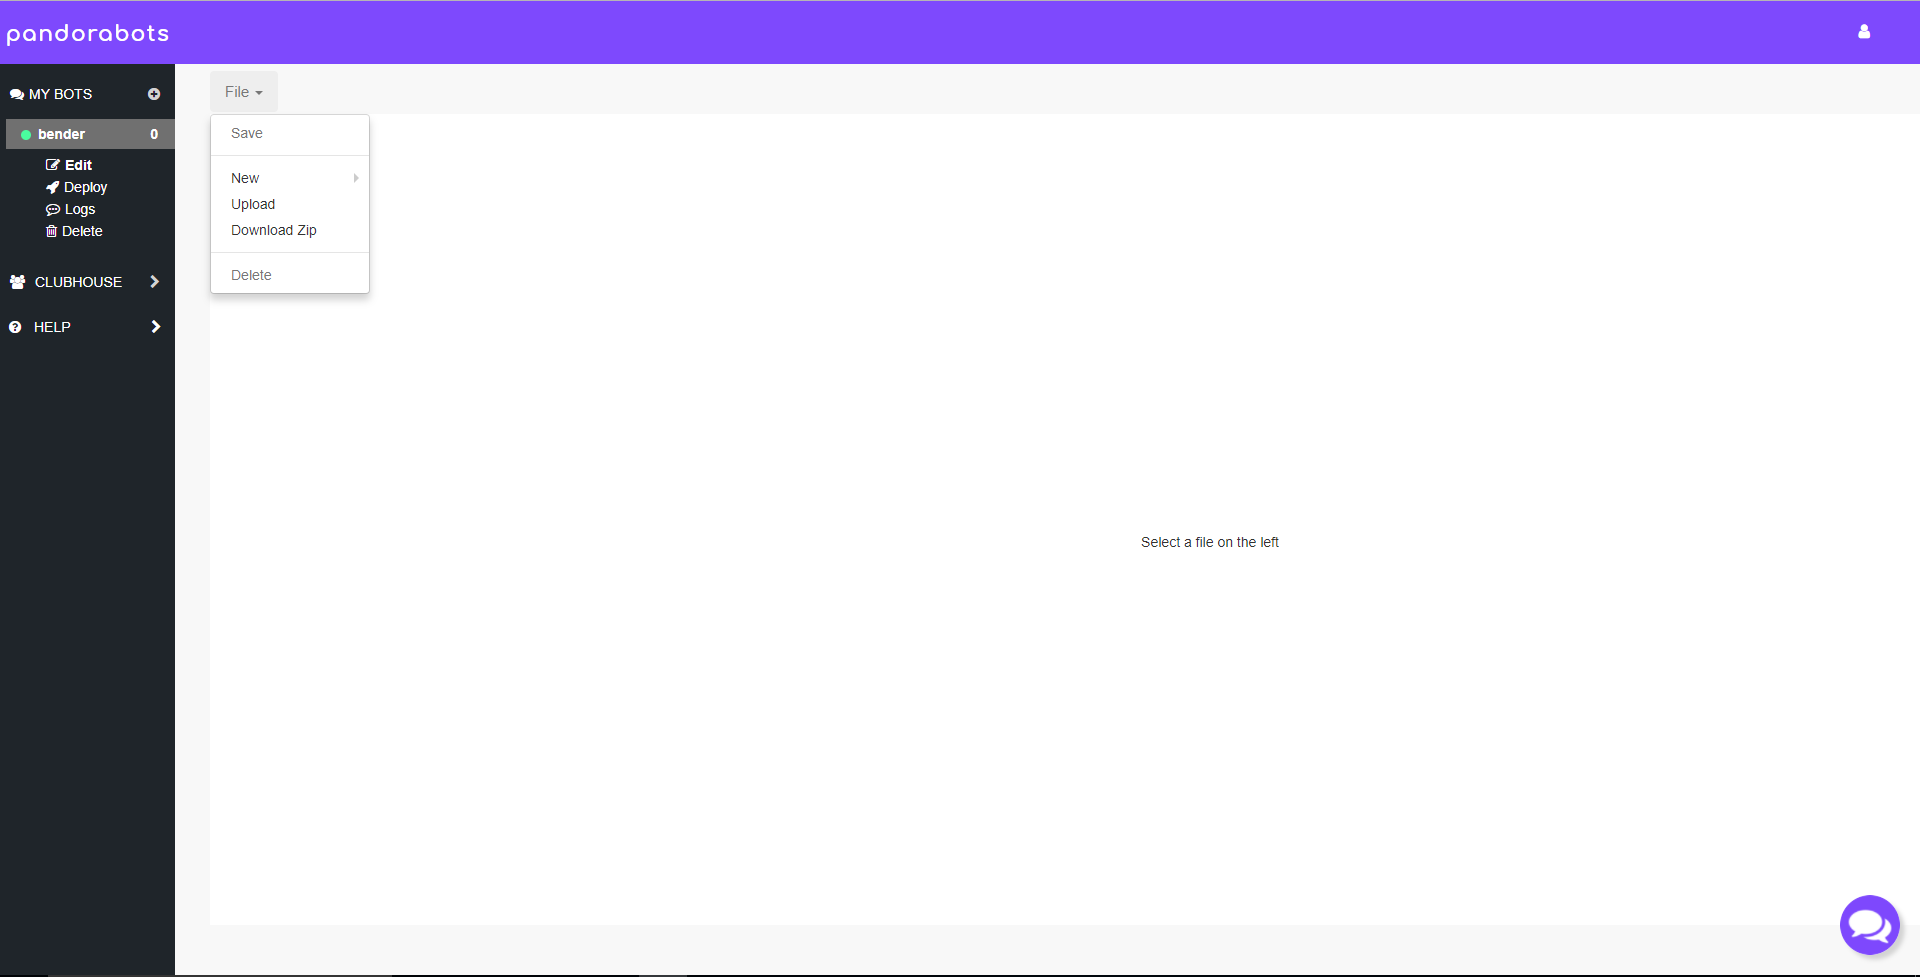 pandorabots
MY BOTS
bender 0
Edit
Deploy
Logs
Delete
CLUBHOUSE
HELP
File
Save
New
Upload
Download Zip
Delete
Select a file on the left